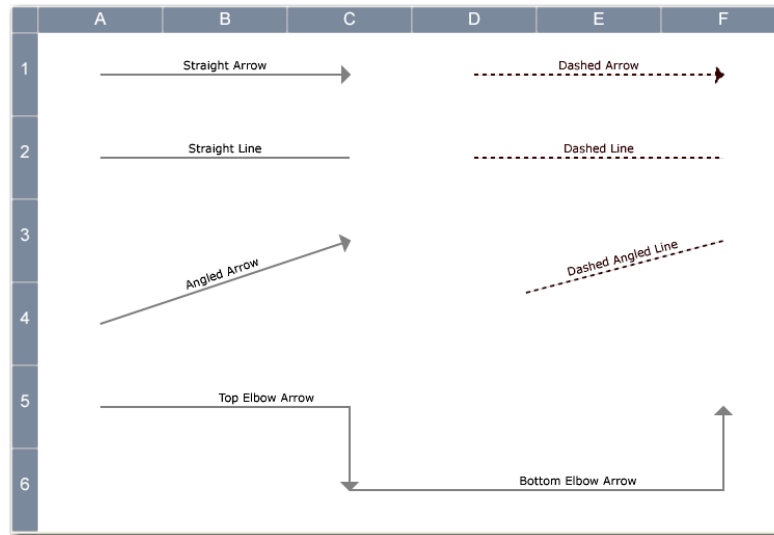 A B C D E F
1 Straight Arrow Dashed Arrow
2 Straight Line Dashed Line
3
Angled Arrow Dashed Angled Line
4
5 Top Elbow Arrow
6 Bottom Elbow Arrow